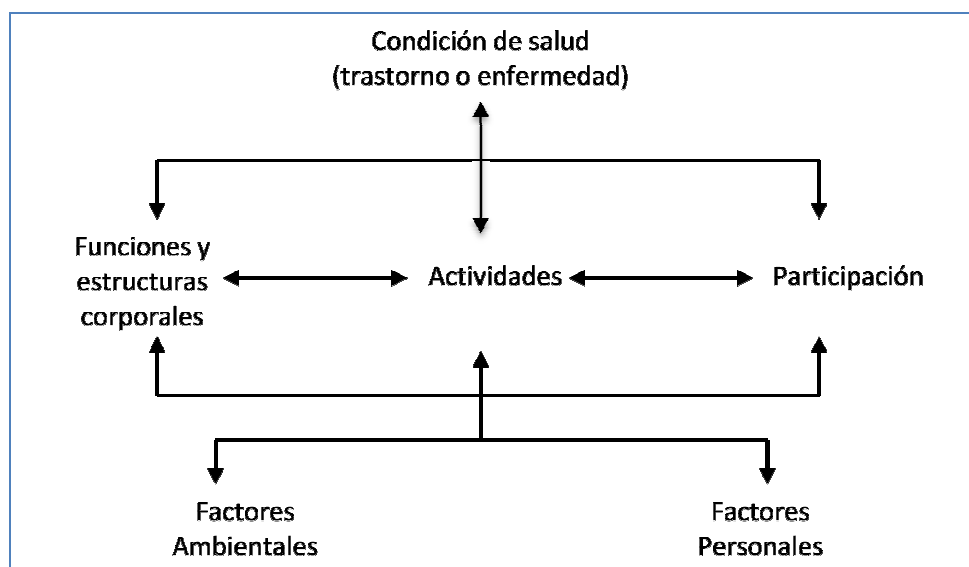 Condición de salud
(trastorno o enfermedad)
Funciones y
estructuras
corporales
Actividades
Participación
Factores
Ambientales
Factores
Personales